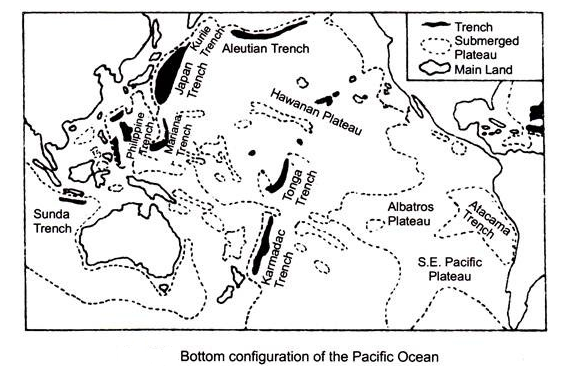 Trench
Submerged
Plateau
Main Land
Kurile
Trench
Aleutian Trench
Japan
Trench
Hawanan Plateau
Philippine
Trench
Mariana
Trench
Tonga
Trench
Sunda
Trench
Albatros
Plateau
Atacama
Trench
Karmadac
Trench
S.E. Pacific
Plateau
Bottom configuration of the Pacific Ocean